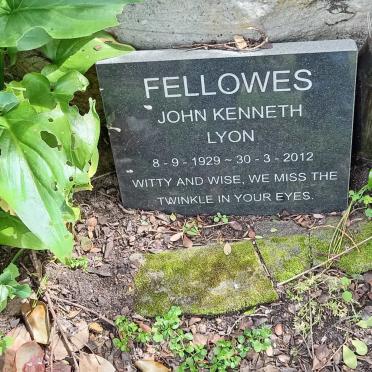 FELLOWES
JOHN KENNETH
LYON
8 - 9 - 1929 ~ 30 - 3 - 2012
WITTY AND WISE, WE MISS THE
TWINKLE IN YOUR EYES.